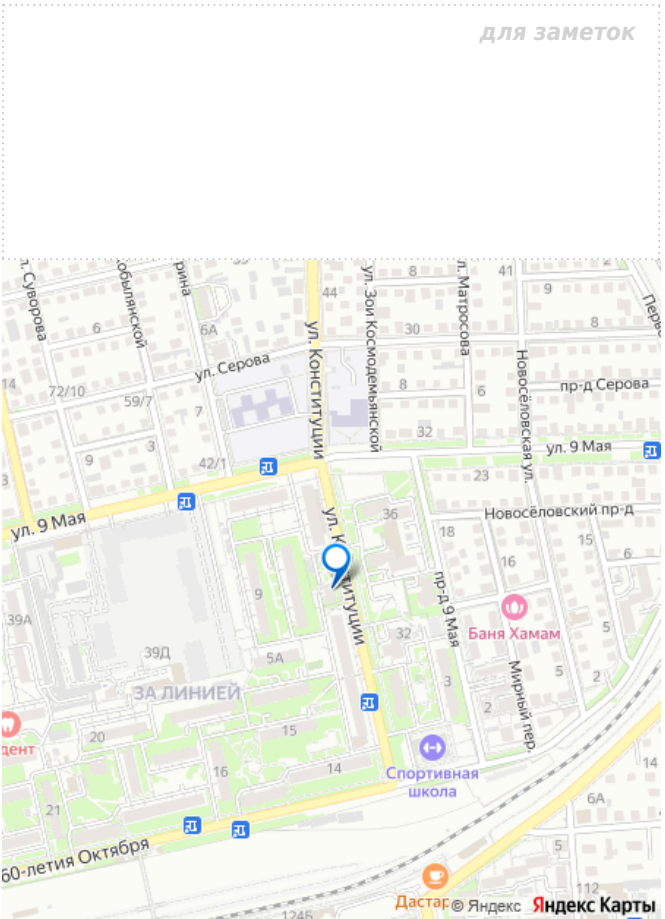 для заметок
ул. Суворова
Кобылянской
рина
44
ул. Зои Космодемьянской
8
л. Матросова
41
9
Перво
6
6А
30
8
ул. Конституции
ул. Серова
14
72/10
59/7
7
8
6
Новосёловская ул.
пр-д Серова
9
3
42/1
32
ул. 9 Мая
23
ул. 9 Мая
ул. Конституции
36
18
Новосёловский пр-д
16
15
6
9
пр-д 9 Мая
39А
32
Баня Хамам
5
39Д
5А
ЗА ЛИНИЕЙ
3
2
Мирный пер.
5
2
дент
20
15
16
14
Спортивная
школа
14
21
6А
60-летия Октября
5
Дастар
112
124Б
© Яндекс Яндекс Карты